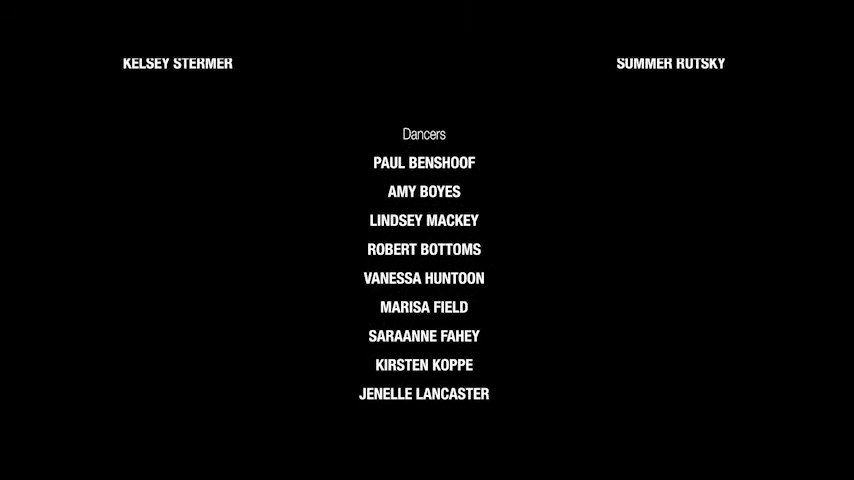 KELSEY STERMER SUMMER RUTSKY
Dancers
PAUL BENSHOOF
AMY BOYES
LINDSEY MACKEY
ROBERT BOTTOMS
VANESSA HUNTOON
MARISA FIELD
SARAANNE FAHEY
KIRSTEN KOPPE
JENELLE LANCASTER